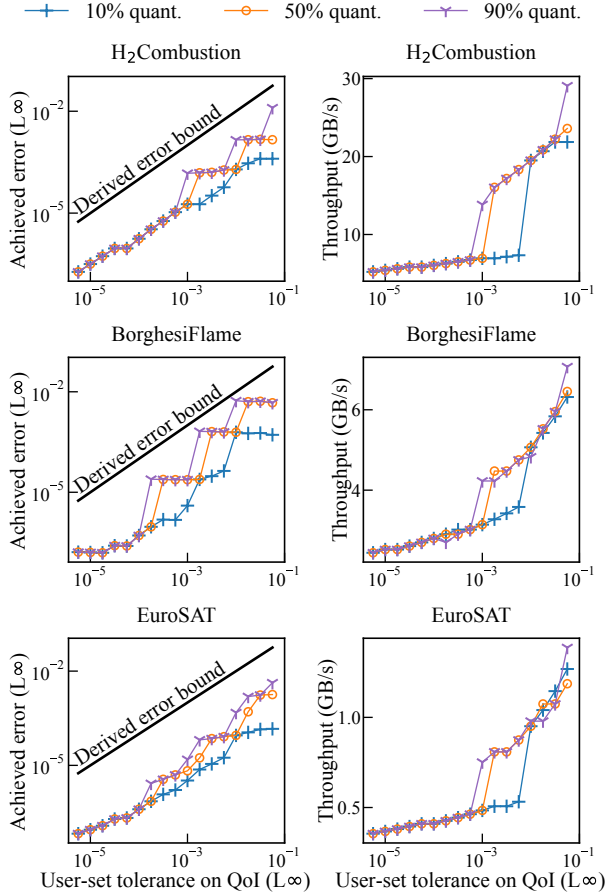 10% quant. 50% quant. 90% quant.
H₂Combustion
Achieved error (L∞)
10⁻²
10⁻⁵
Derived error bound
10⁻⁵ 10⁻³ 10⁻¹
H₂Combustion
Throughput (GB/s)
30
20
10
10⁻⁵ 10⁻³ 10⁻¹
BorghesiFlame
Achieved error (L∞)
10⁻²
10⁻⁵
Derived error bound
10⁻⁵ 10⁻³ 10⁻¹
BorghesiFlame
Throughput (GB/s)
6
4
10⁻⁵ 10⁻³ 10⁻¹
EuroSAT
Achieved error (L∞)
10⁻²
10⁻⁵
Derived error bound
10⁻⁵ 10⁻³ 10⁻¹
EuroSAT
Throughput (GB/s)
1.0
0.5
10⁻⁵ 10⁻³ 10⁻¹
User-set tolerance on QoI (L∞) User-set tolerance on QoI (L∞)